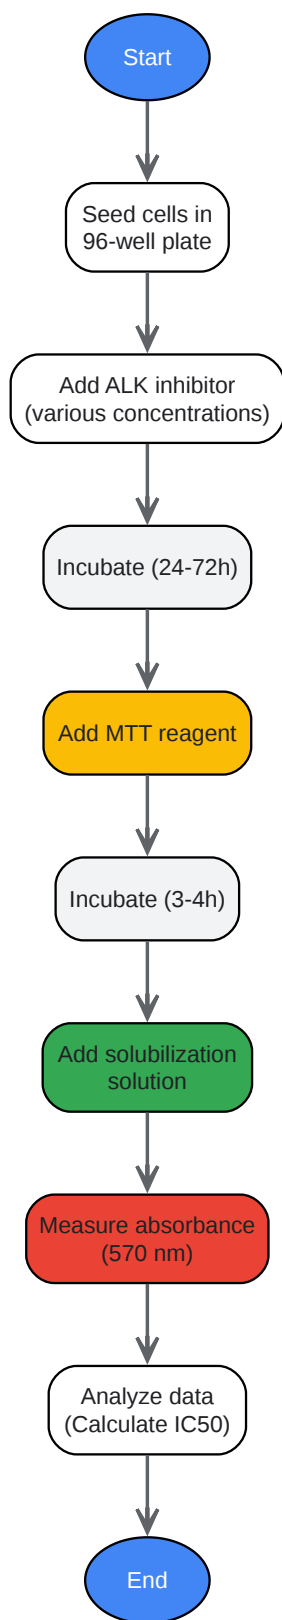 Start
Seed cells in
96-well plate
Add ALK inhibitor
(various concentrations)
Incubate (24-72h)
Add MTT reagent
Incubate (3-4h)
Add solubilization
solution
Measure absorbance
(570 nm)
Analyze data
(Calculate IC50)
End